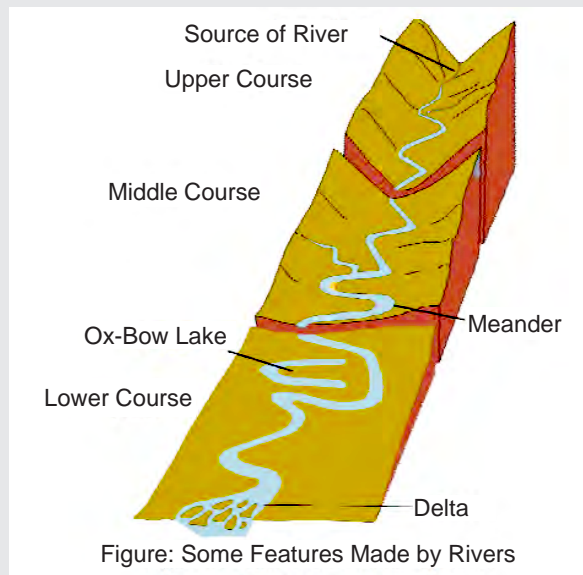 Source of River
Upper Course
Middle Course
Meander
Ox-Bow Lake
Lower Course
Delta
Figure: Some Features Made by Rivers